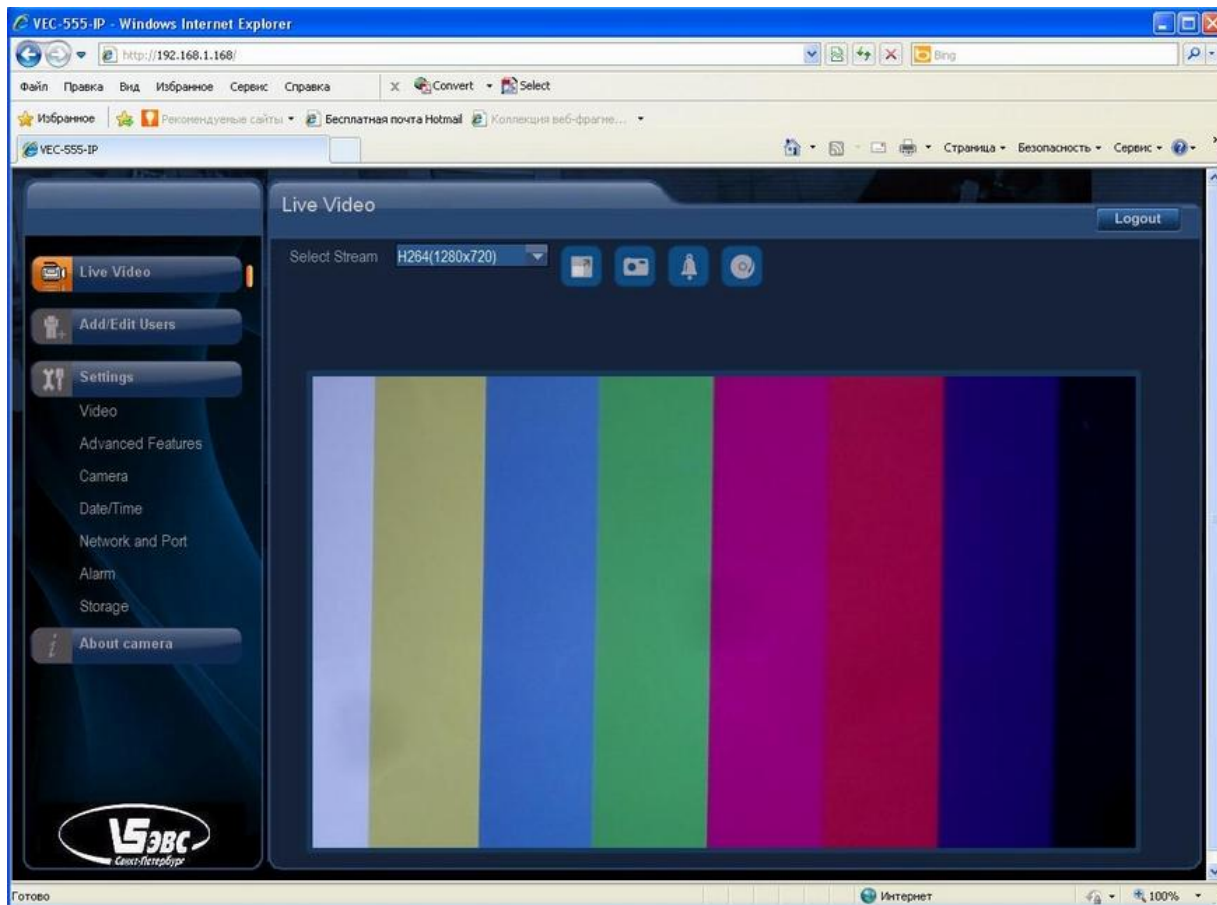 VEC-555-IP - Windows Internet Explorer
http://192.168.1.168/
Bing
Файл Правка Вид Избранное Сервис Справка x Convert Select
Избранное Рекомендуемые сайты Бесплатная почта Hotmail Коллекция веб-фрагме...
VEC-555-IP
Страница Безопасность Сервис
Live Video
Logout
Select Stream H264(1280x720)
Live Video
Add/Edit Users
Settings
Video
Advanced Features
Camera
Date/Time
Network and Port
Alarm
Storage
About camera
ЭВС
Санкт-Петербург
Готово
Интернет
100%